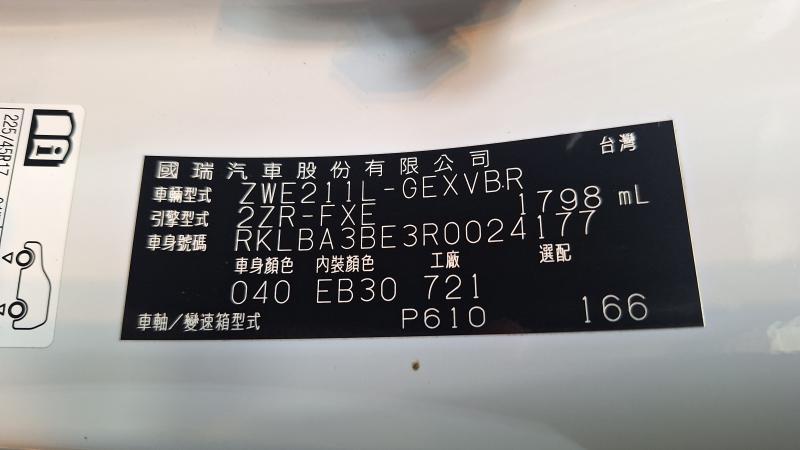 國瑞汽車股份有限公司 台灣
車輛型式 ZWE211L-GEXVBR
引擎型式 2ZR-FXE 1798 mL
車身號碼 RKLBA3BE3R0024177
車身顏色 內裝顏色 工廠 選配
040 EB30 721
車軸/變速箱型式 P610 166
225/45R17